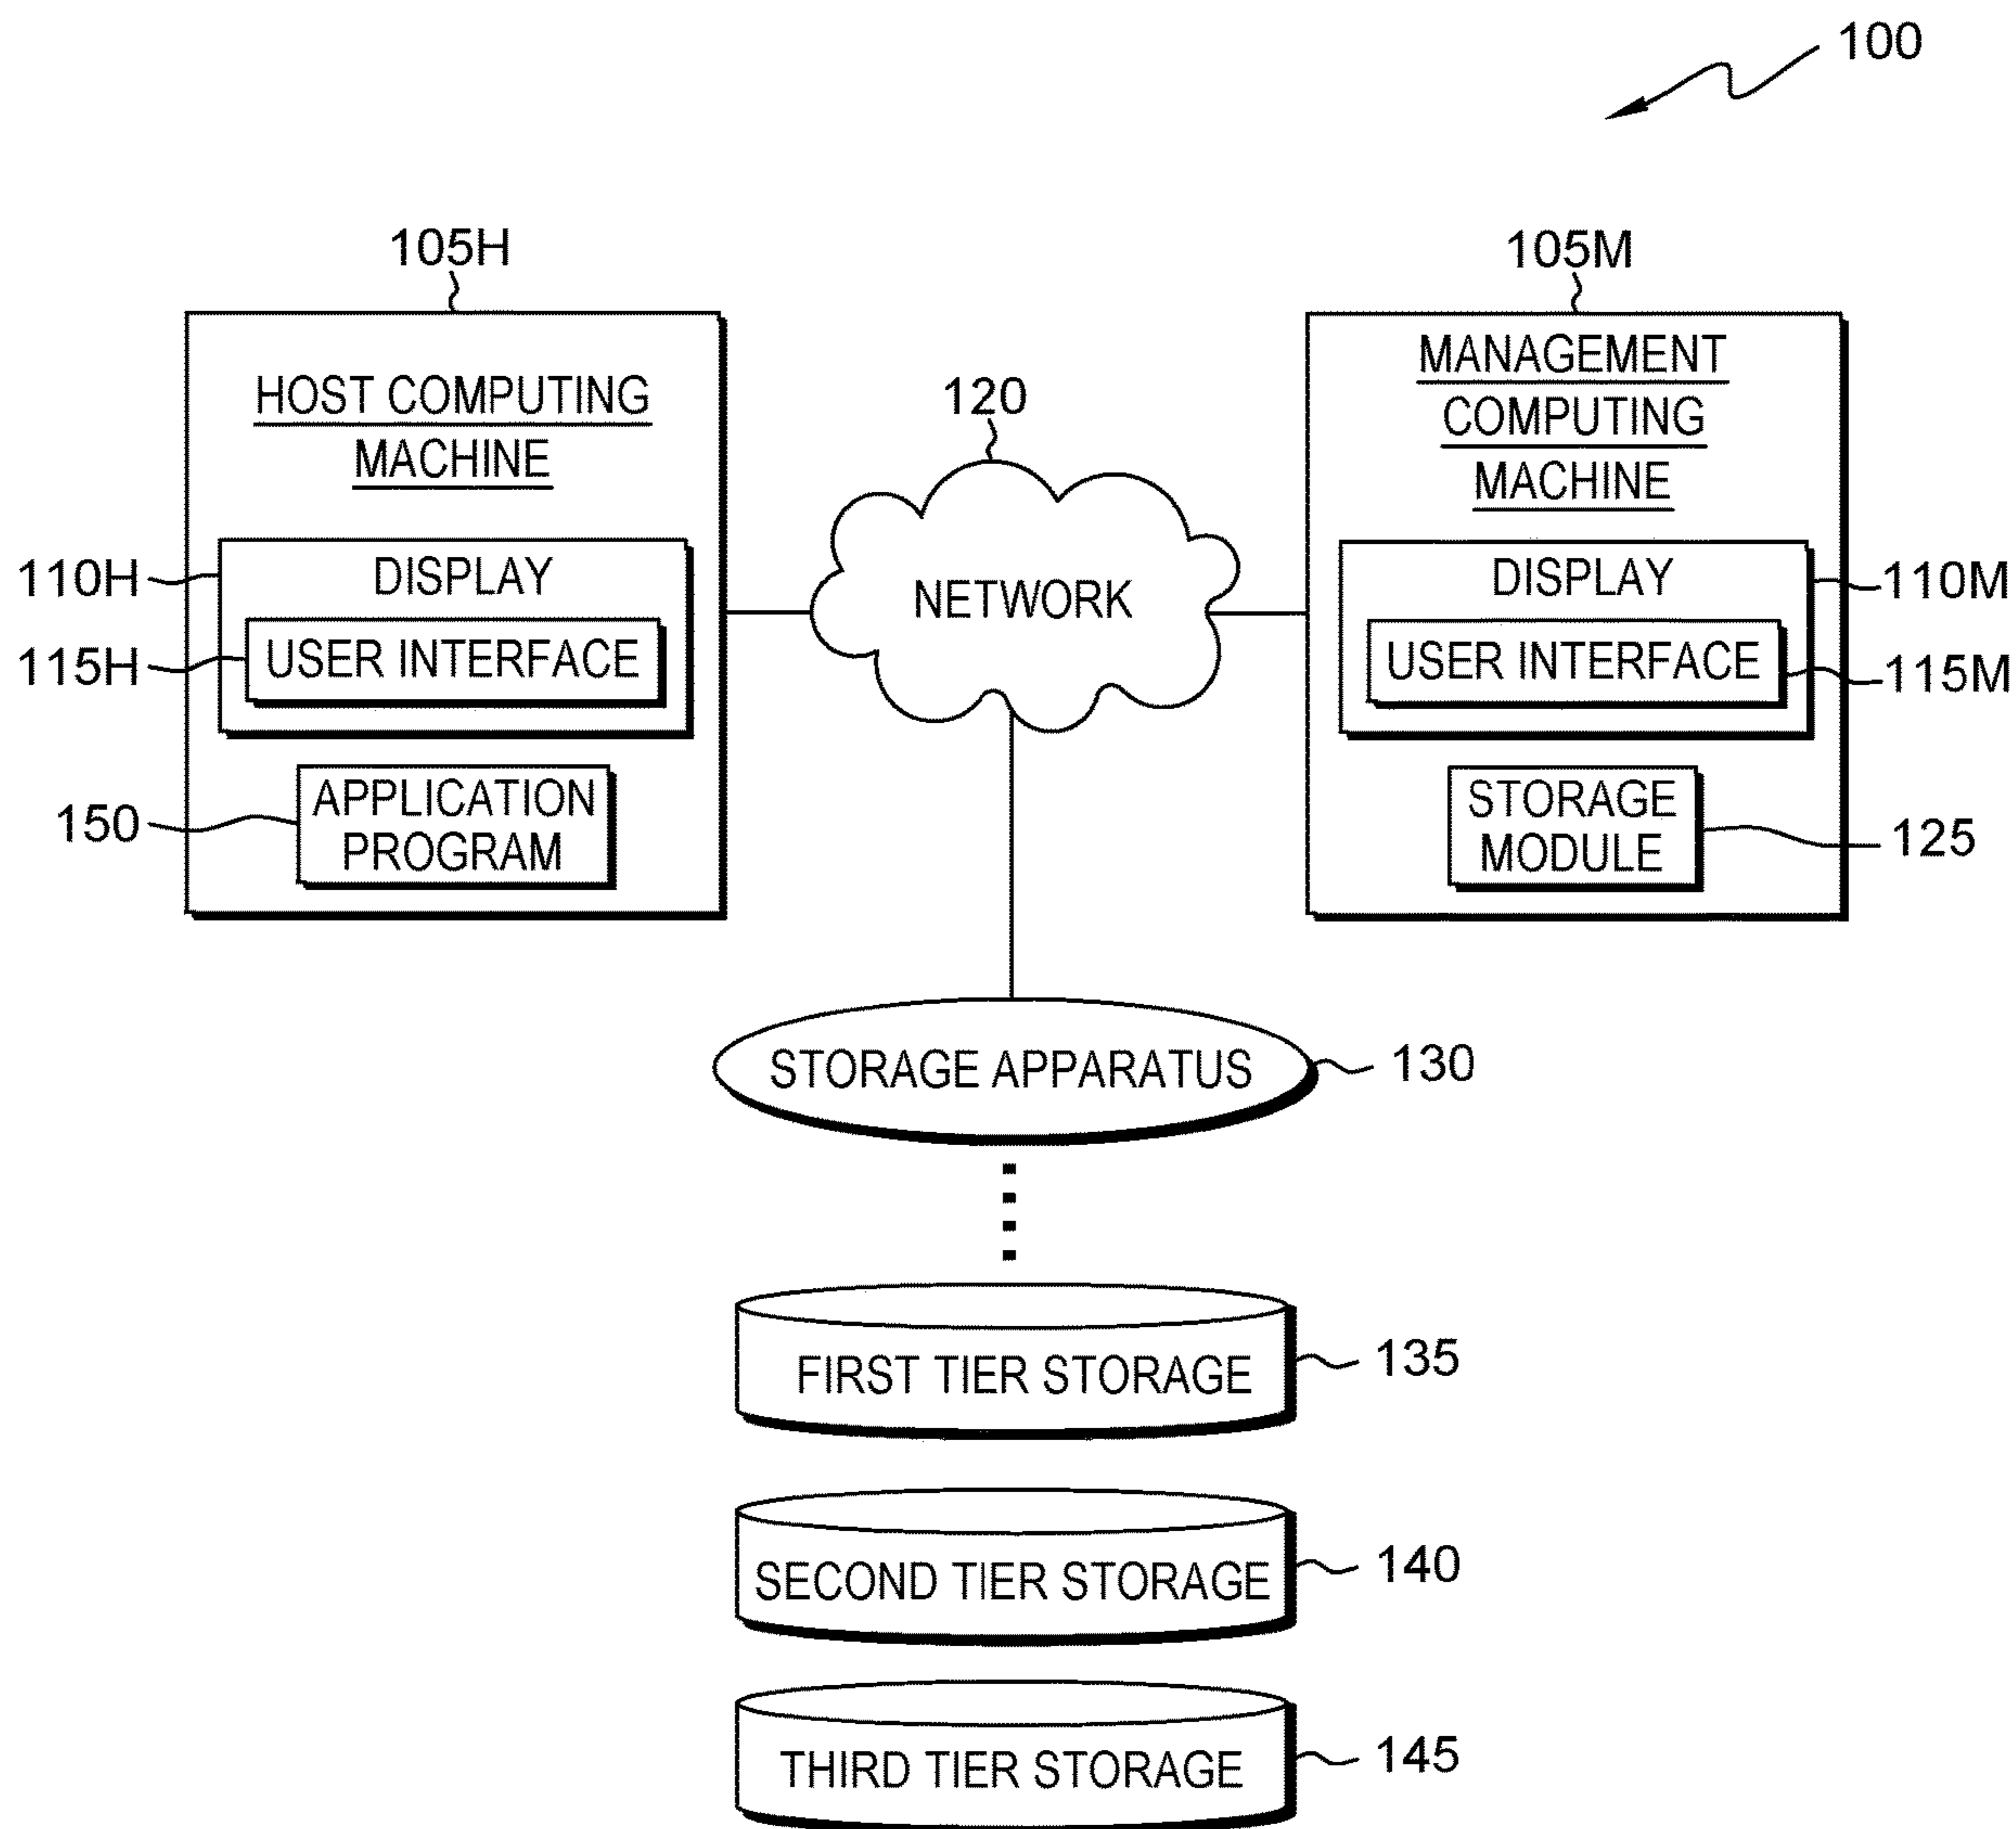 100
105H
105M
HOST COMPUTING
MACHINE
MANAGEMENT
COMPUTING
MACHINE
120
NETWORK
110H
DISPLAY
115H
USER INTERFACE
150
APPLICATION
PROGRAM
DISPLAY
110M
USER INTERFACE
115M
STORAGE
MODULE
125
STORAGE APPARATUS
130
FIRST TIER STORAGE
135
SECOND TIER STORAGE
140
THIRD TIER STORAGE
145